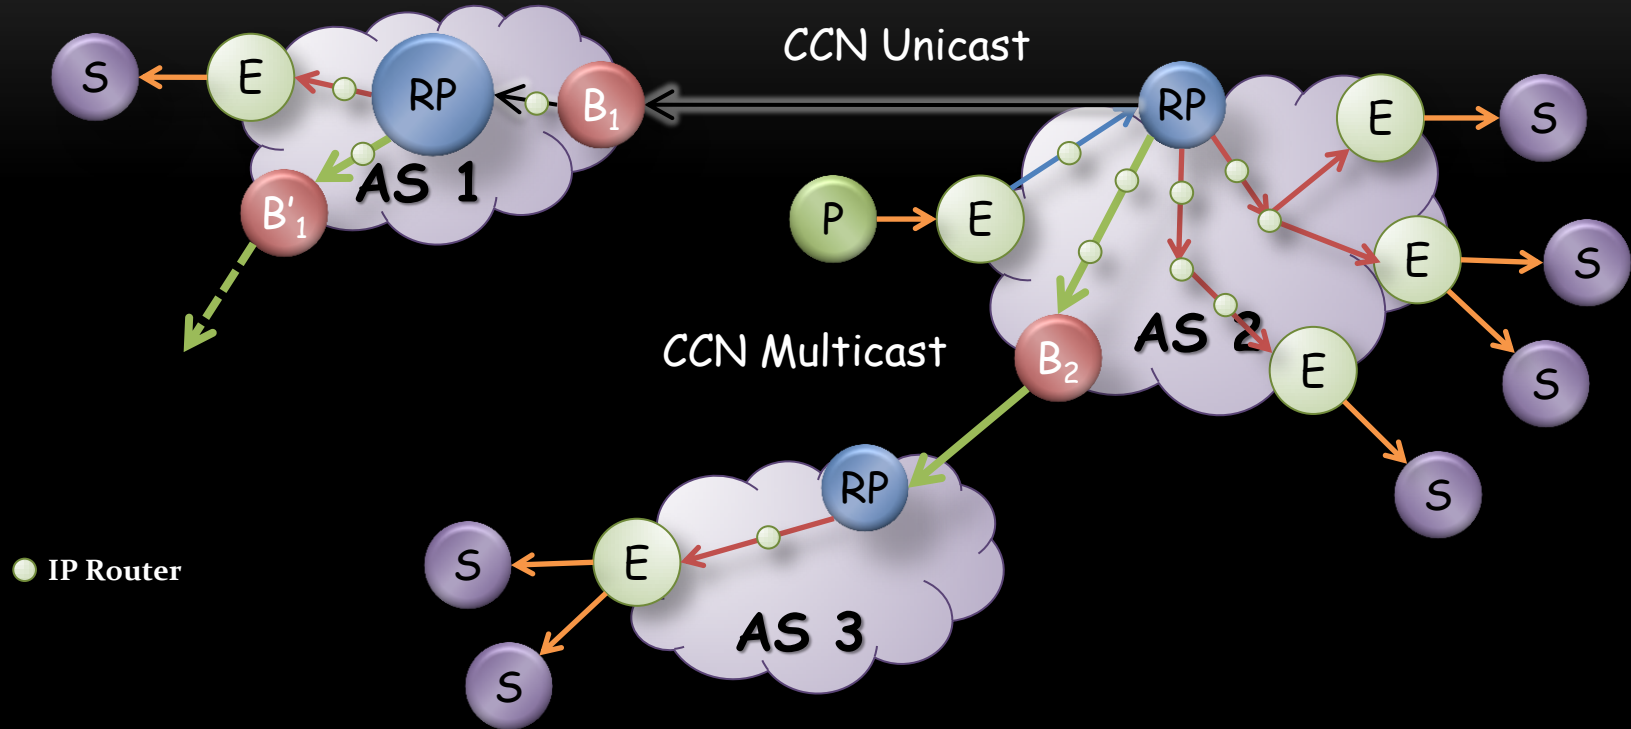 CCN Unicast
S
E
RP
B1
RP
E
S
AS 1
B'1
P
E
E
S
CCN Multicast
B2
AS 2
E
S
S
RP
S
E
IP Router
AS 3
S